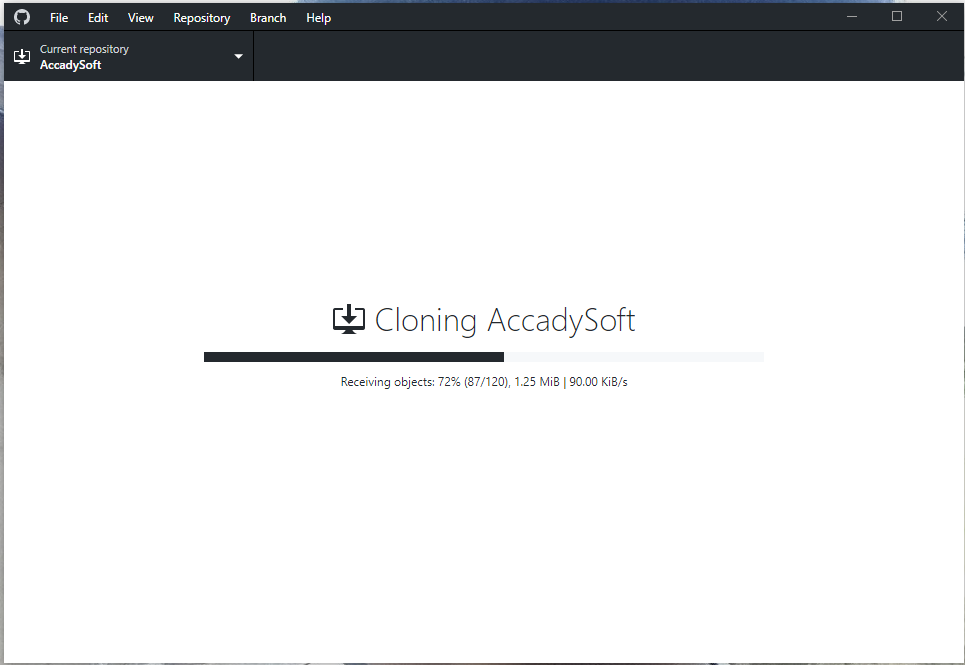 File Edit View Repository Branch Help
Current repository
AccadySoft
Cloning AccadySoft
Receiving objects: 72% (87/120), 1.25 MiB | 90.00 KiB/s